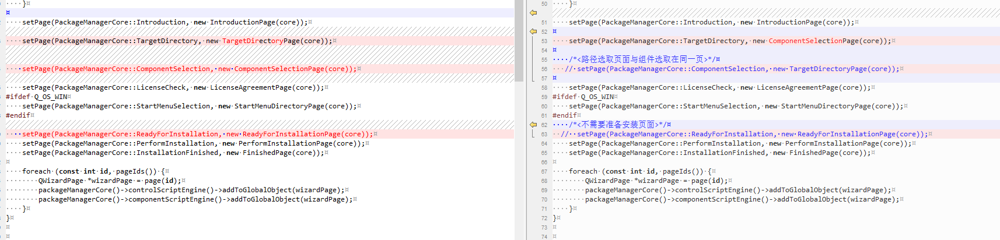 }
setPage(PackageManagerCore::Introduction, new IntroductionPage(core));
setPage(PackageManagerCore::TargetDirectory, new TargetDirectoryPage(core));
setPage(PackageManagerCore::ComponentSelection, new ComponentSelectionPage(core));
setPage(PackageManagerCore::LicenseCheck, new LicenseAgreementPage(core));
#ifdef Q_OS_WIN
setPage(PackageManagerCore::StartMenuSelection, new StartMenuDirectoryPage(core));
#endif
setPage(PackageManagerCore::ReadyForInstallation, new ReadyForInstallationPage(core));
setPage(PackageManagerCore::PerformInstallation, new PerformInstallationPage(core));
setPage(PackageManagerCore::InstallationFinished, new FinishedPage(core));
foreach (const int id, pageIds()) {
QWizardPage *wizardPage = page(id);
packageManagerCore()->controlScriptEngine()->addToGlobalObject(wizardPage);
packageManagerCore()->componentScriptEngine()->addToGlobalObject(wizardPage);
}
}
50 }
51 setPage(PackageManagerCore::Introduction, new IntroductionPage(core));
52
53 setPage(PackageManagerCore::TargetDirectory, new ComponentSelectionPage(core));
54
55 /*<路径选取页面与组件选取在同一页>*/
56 // setPage(PackageManagerCore::ComponentSelection, new TargetDirectoryPage(core));
57
58 setPage(PackageManagerCore::LicenseCheck, new LicenseAgreementPage(core));
59 #ifdef Q_OS_WIN
60 setPage(PackageManagerCore::StartMenuSelection, new StartMenuDirectoryPage(core));
61 #endif
62 /*<不需要准备安装页面>*/
63 // setPage(PackageManagerCore::ReadyForInstallation, new ReadyForInstallationPage(core));
64 setPage(PackageManagerCore::PerformInstallation, new PerformInstallationPage(core));
65 setPage(PackageManagerCore::InstallationFinished, new FinishedPage(core));
66
67 foreach (const int id, pageIds()) {
68 QWizardPage *wizardPage = page(id);
69 packageManagerCore()->controlScriptEngine()->addToGlobalObject(wizardPage);
70 packageManagerCore()->componentScriptEngine()->addToGlobalObject(wizardPage);
71 }
72 }
73
74